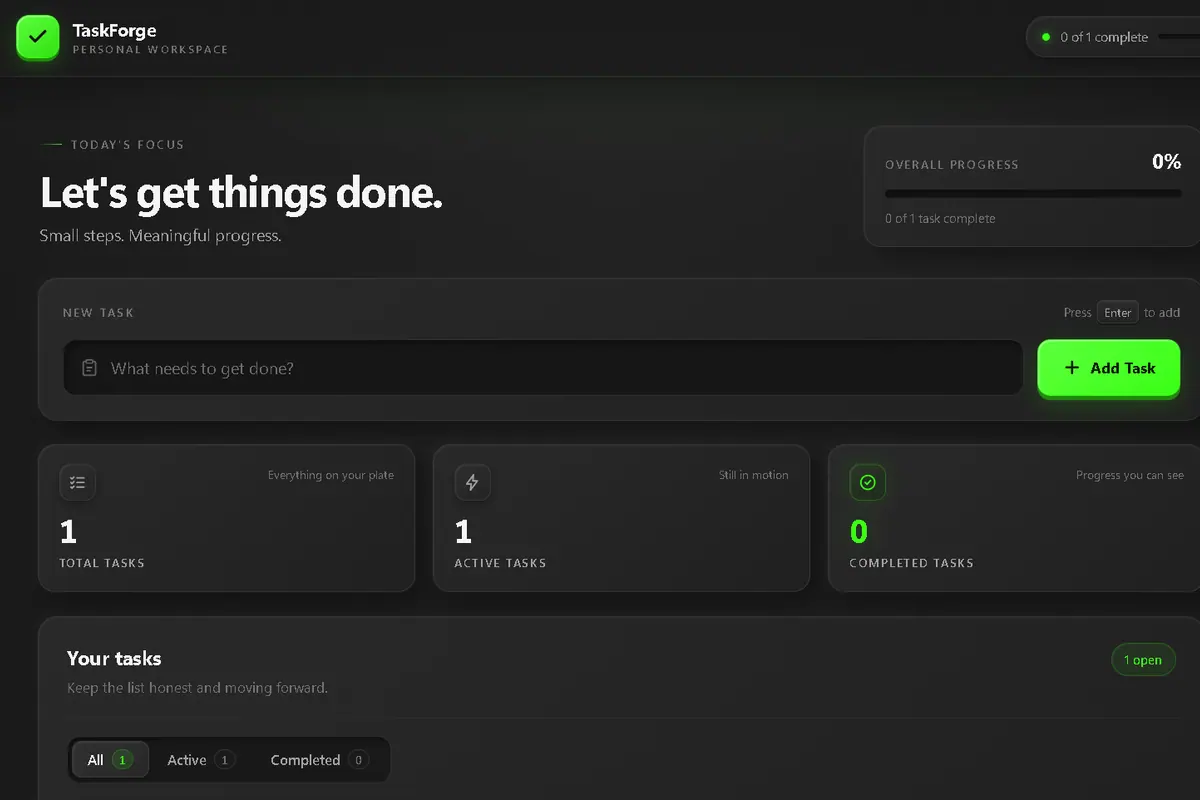 TaskForge
PERSONAL WORKSPACE
0 of 1 complete
TODAY'S FOCUS
Let's get things done.
Small steps. Meaningful progress.
OVERALL PROGRESS
0%
0 of 1 task complete
NEW TASK
Press Enter to add
What needs to get done?
+ Add Task
Everything on your plate
1
TOTAL TASKS
Still in motion
1
ACTIVE TASKS
Progress you can see
0
COMPLETED TASKS
Your tasks
1 open
Keep the list honest and moving forward.
All 1 Active 1 Completed 0